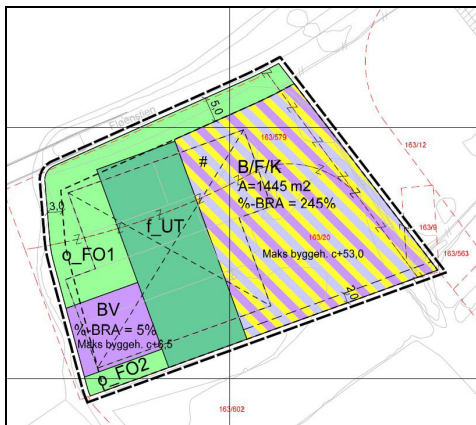 Elgenslien
5,0
163/579
163/12
#
B/F/K
A=1445 m2
%-BRA = 245%
3,0
f_UT
o_FO1
163/20
163/9
163/563
Maks byggeh. c+53,0
2,0
BV
%-BRA = 5%
Maks byggeh. c+6,5
o_FO2
163/602